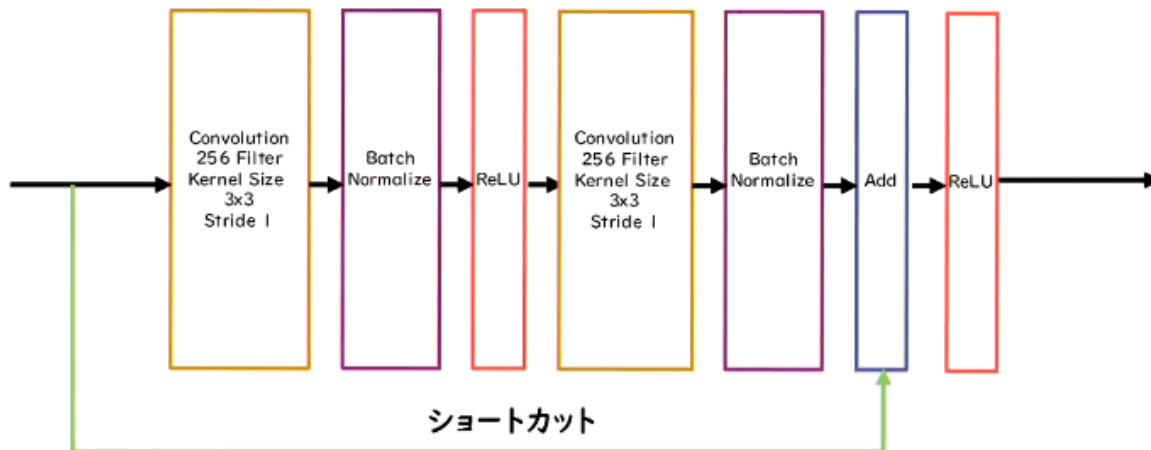 Convolution
256 Filter
Kernel Size
3x3
Stride 1
Batch
Normalize
ReLU
Convolution
256 Filter
Kernel Size
3x3
Stride 1
Batch
Normalize
Add
ReLU
ショートカット